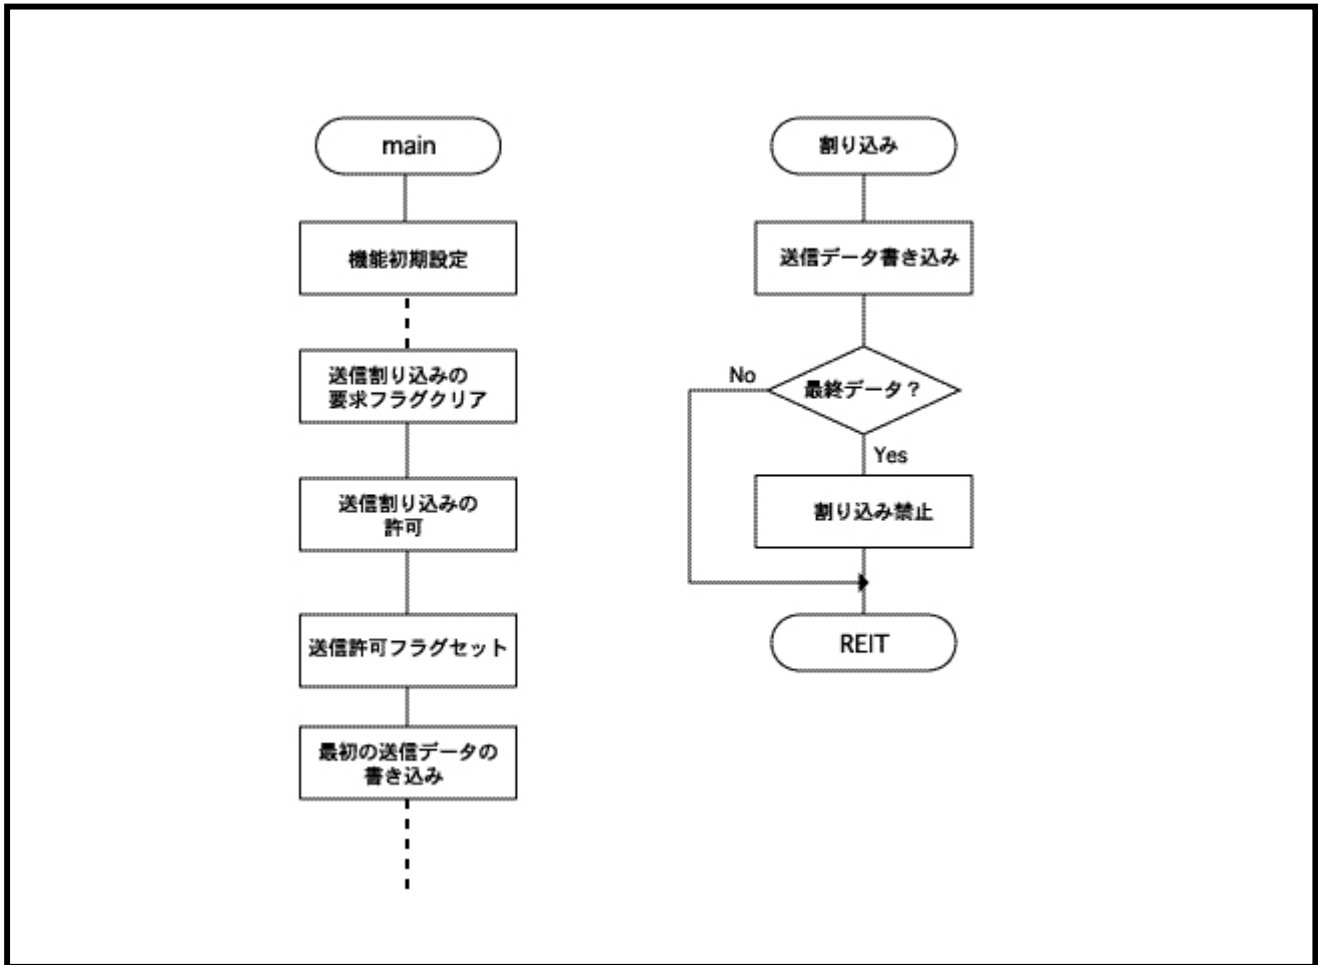 main
機能初期設定
送信割り込みの
要求フラグクリア
送信割り込みの
許可
送信許可フラグセット
最初の送信データの
書き込み
割り込み
送信データ書き込み
最終データ？
No
Yes
割り込み禁止
REIT